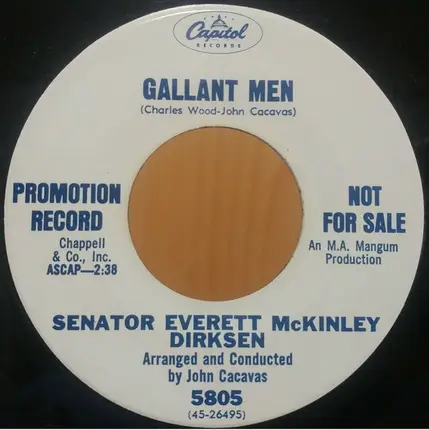 Capitol
RECORDS
GALLANT MEN
(Charles Wood-John Cacavas)
PROMOTION
RECORD
Chappell
& Co., Inc.
ASCAP—2:38
NOT
FOR SALE
An M.A. Mangum
Production
SENATOR EVERETT McKINLEY
DIRKSEN
Arranged and Conducted
by John Cacavas
5805
(45-26495)